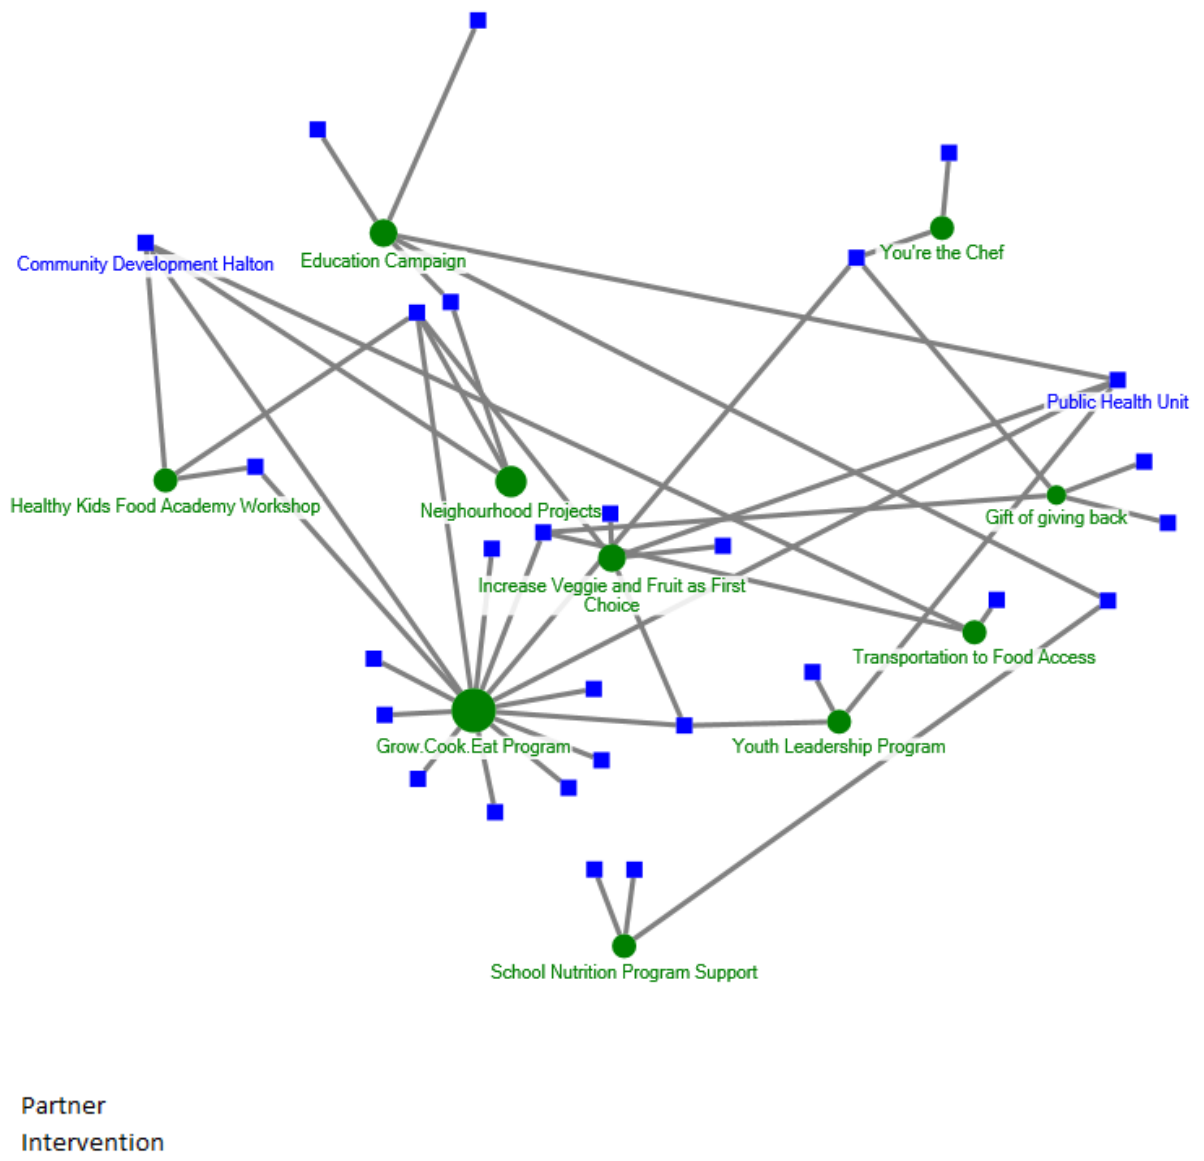 Community Development Halton
Education Campaign
You're the Chef
Public Health Unit
Healthy Kids Food Academy Workshop
Neighourhood Projects
Gift of giving back
Increase Veggie and Fruit as First
Choice
Transportation to Food Access
Grow.Cook.Eat Program
Youth Leadership Program
School Nutrition Program Support
Partner
Intervention